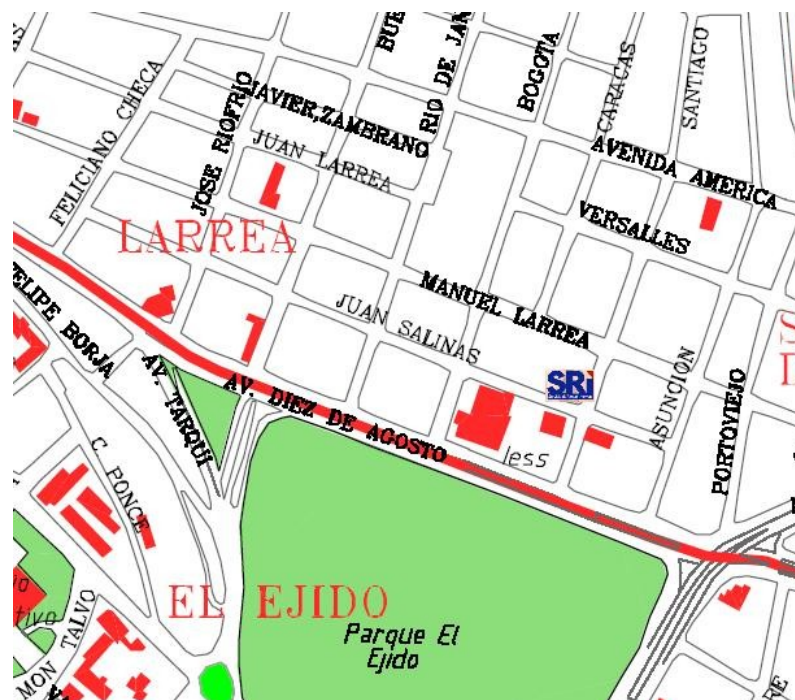 BUE
RIO DE JAN
BOGOTA
CARACAS
SANTIAGO
FELICIANO CHECA
JOSE RIOFRIO
JAVIER,ZAMBRANO
JUAN LARREA
AVENIDA AMERICA
VERSALLES
LARREA
MANUEL LARREA
JUAN SALINAS
FELIPE BORJA
AV. TARQUI
AV. DIEZ DE AGOSTO
SRi
ASUNCION
PORTOVIEJO
Iess
C PONCE
EL EJIDO
Parque El
Ejido
tivo
MON TALVO